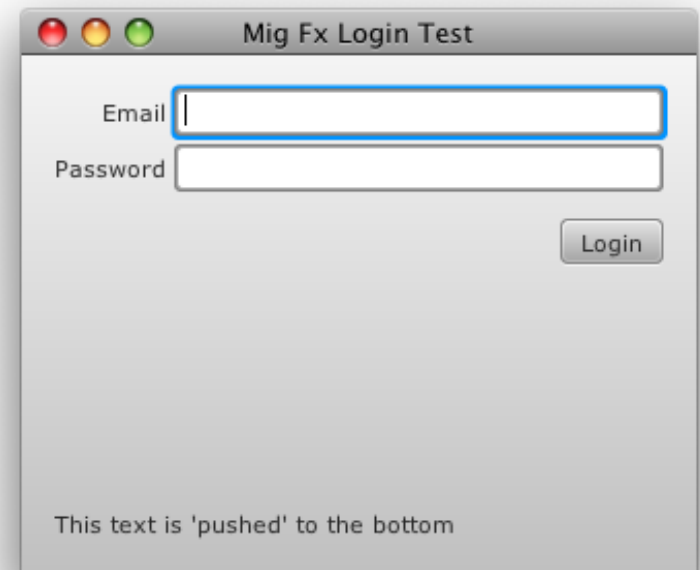 Mig Fx Login Test
Email
Password
Login
This text is 'pushed' to the bottom